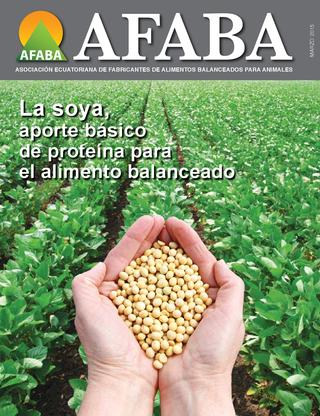 AFABA
AFABA
ASOCIACIÓN ECUATORIANA DE FABRICANTES DE ALIMENTOS BALANCEADOS PARA ANIMALES
MARZO 2015
La soya,
aporte básico
de proteína para
el alimento balanceado